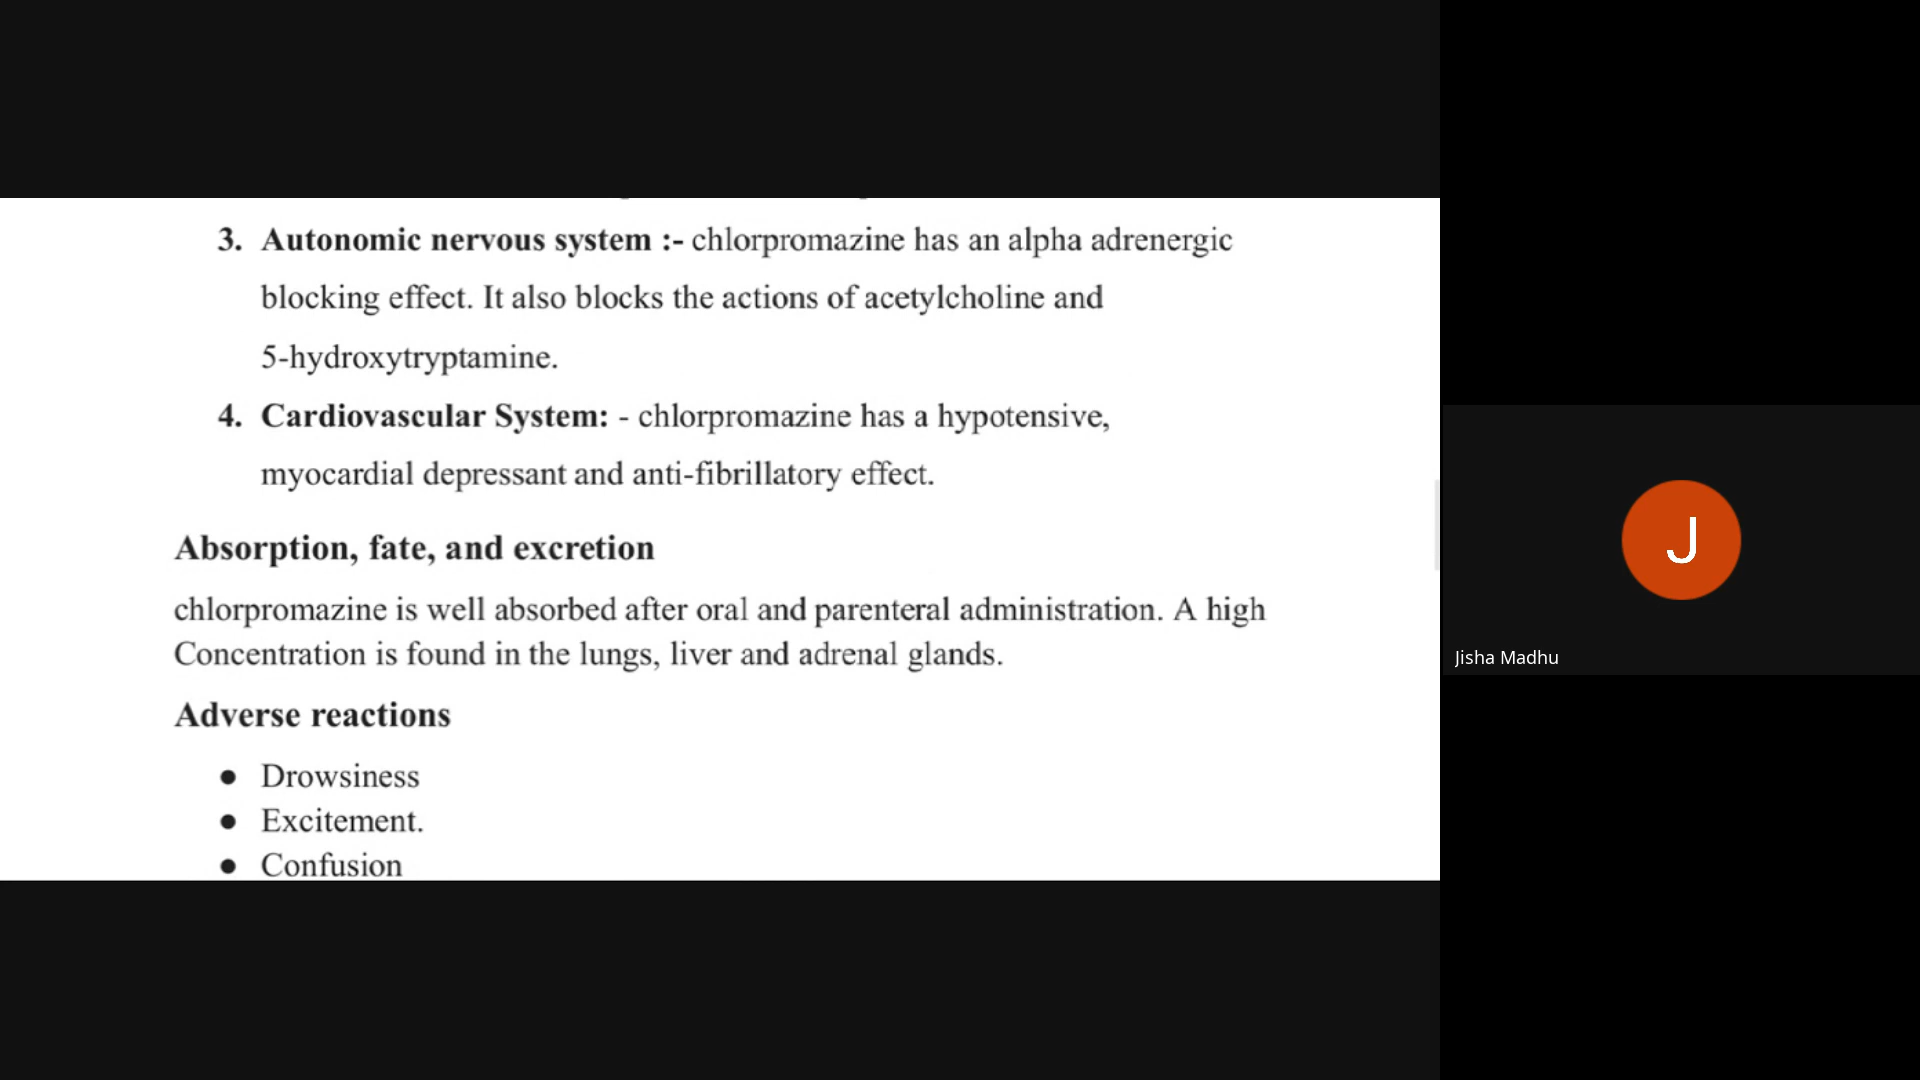 3. Autonomic nervous system :- chlorpromazine has an alpha adrenergic
blocking effect. It also blocks the actions of acetylcholine and
5-hydroxytryptamine.
4. Cardiovascular System: - chlorpromazine has a hypotensive,
myocardial depressant and anti-fibrillatory effect.
Absorption, fate, and excretion
chlorpromazine is well absorbed after oral and parenteral administration. A high
Concentration is found in the lungs, liver and adrenal glands.
Adverse reactions
● Drowsiness
● Excitement.
● Confusion
J
Jisha Madhu